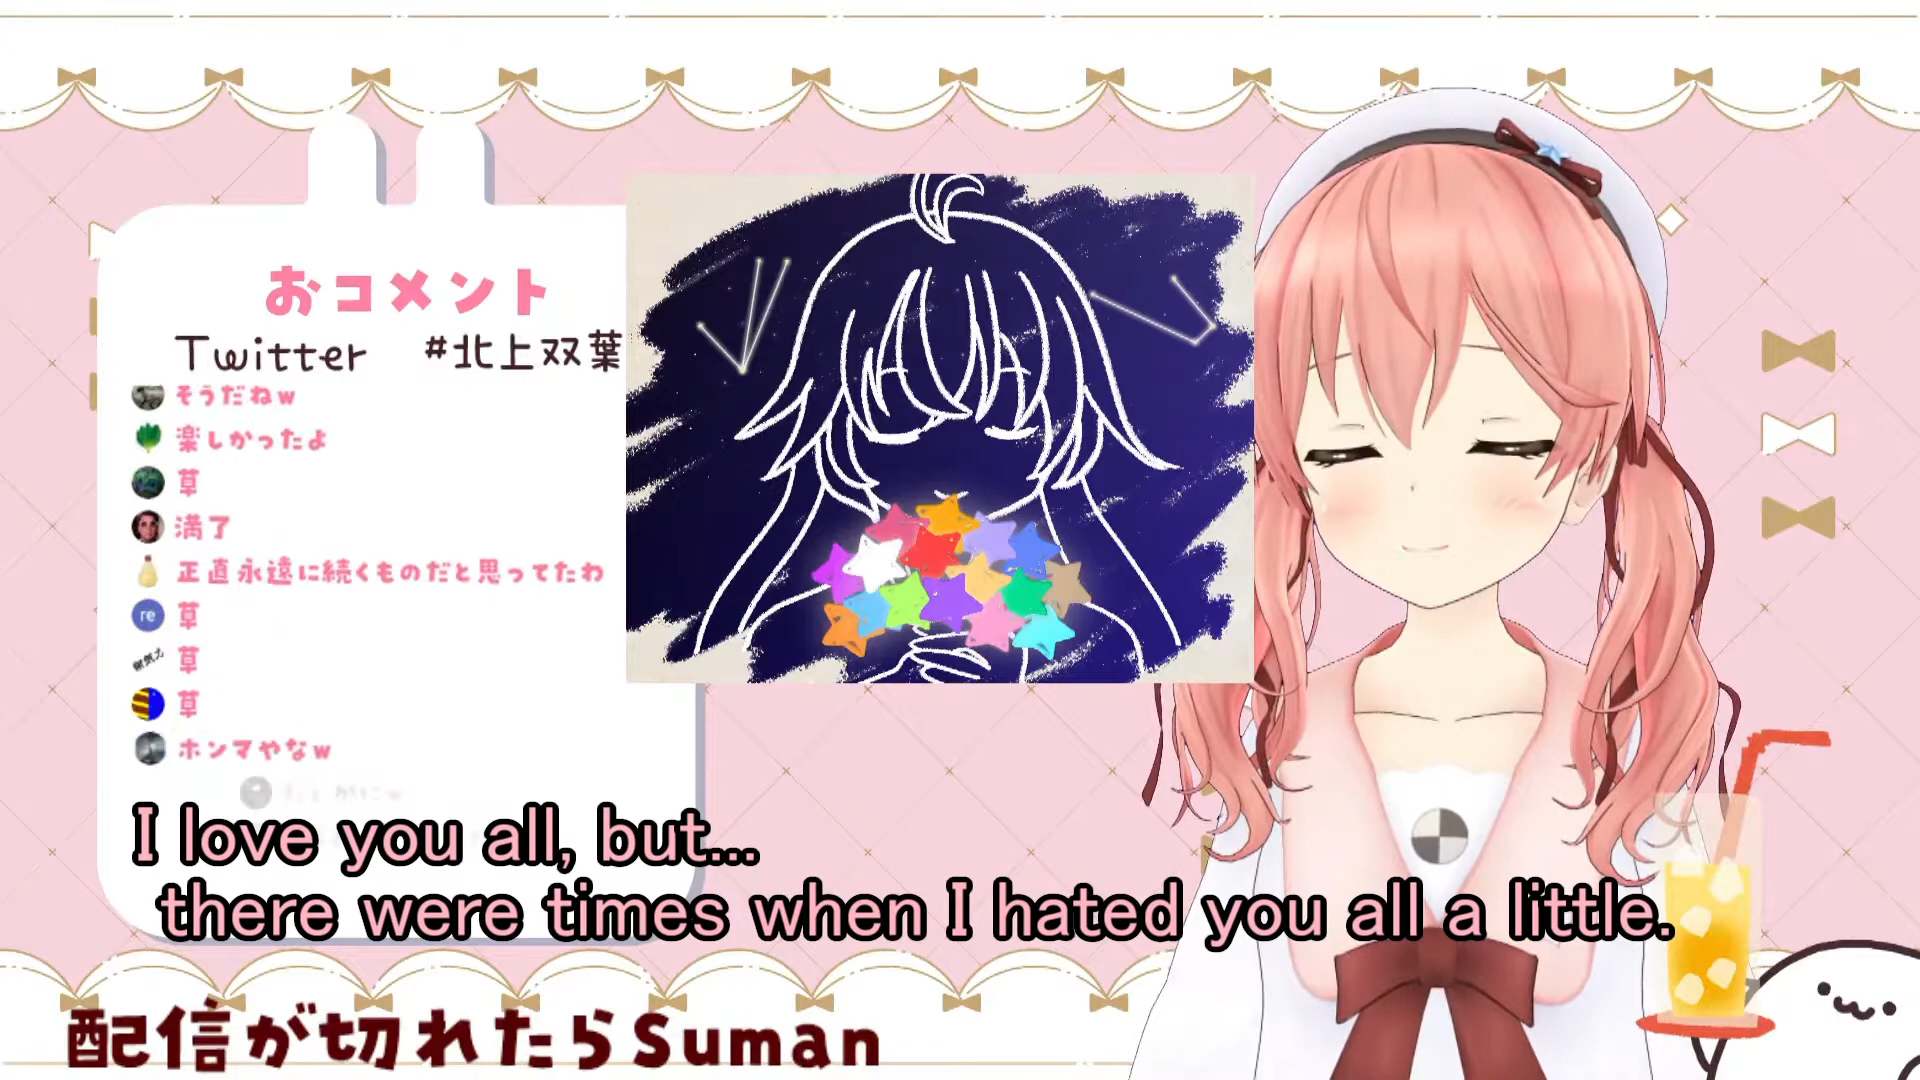 おコメント
Twitter #北上双葉
そうだねw
楽しかったよ
草
満了
正直永遠に続くものだと思ってたわ
re
草
草
草
ホンマやなw
I love you all, but...
there were times when I hated you all a little.
配信が切れたらSuman